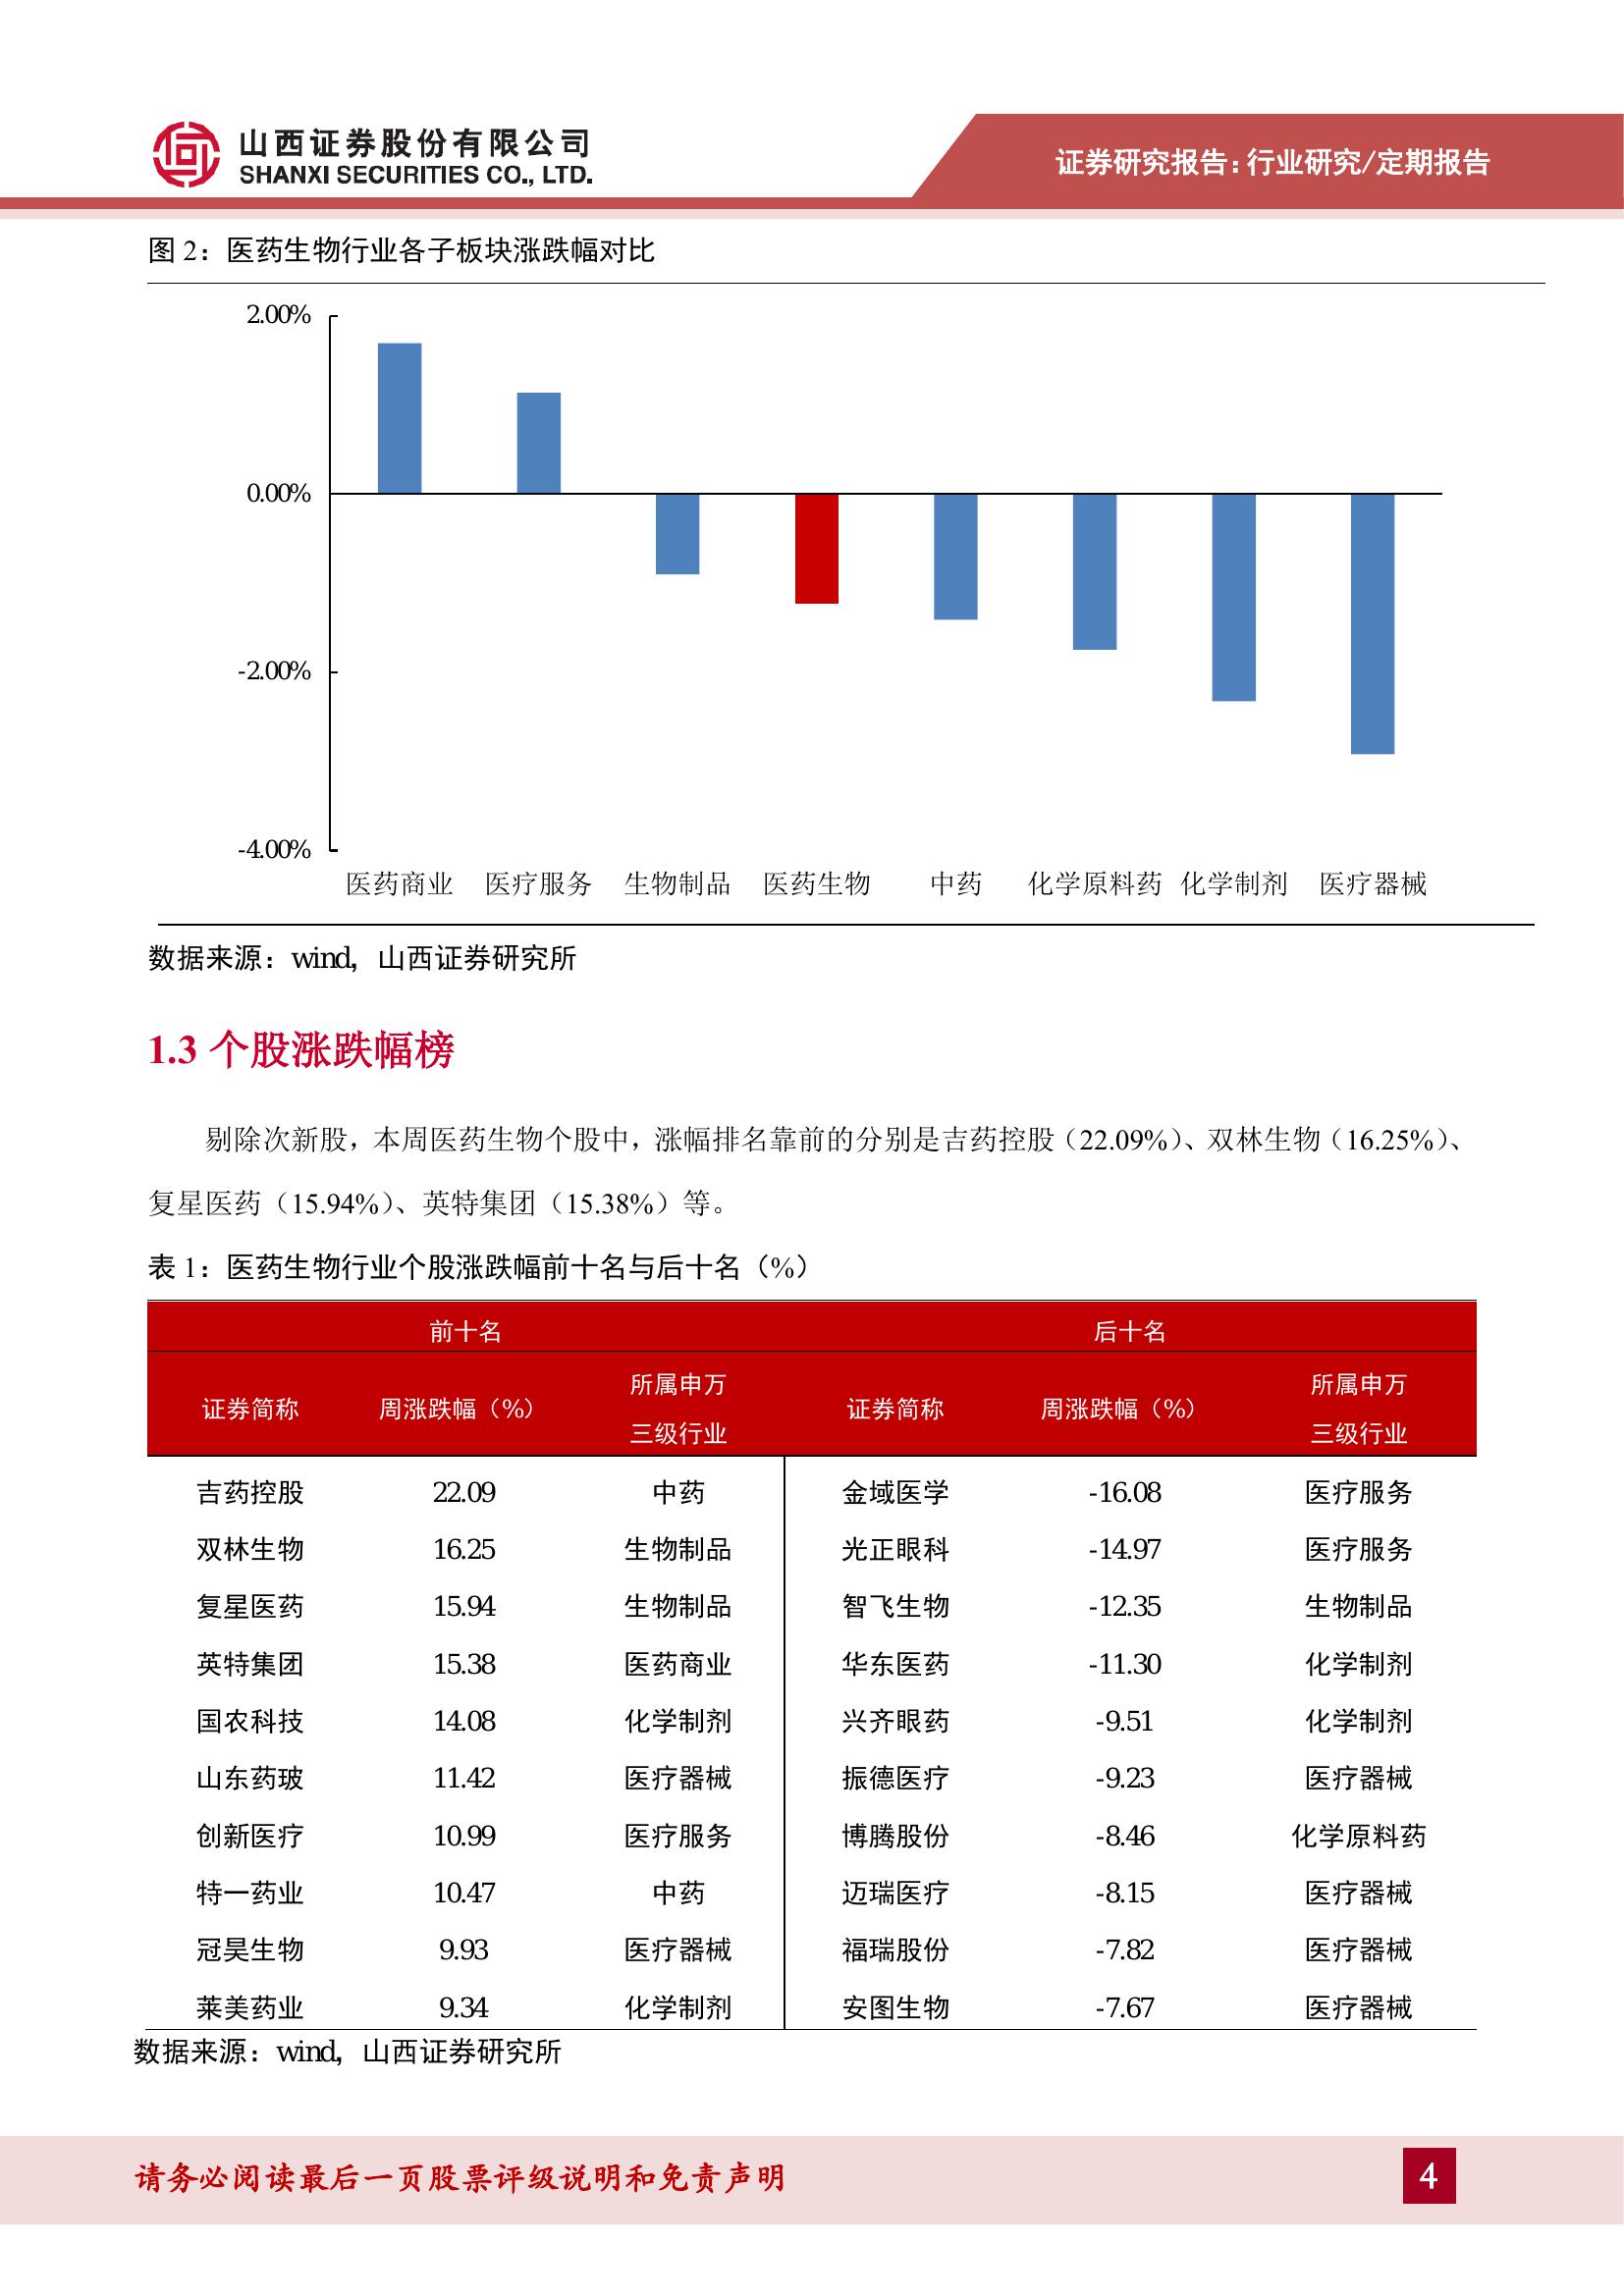 山西证券股份有限公司
SHANXI SECURITIES CO., LTD.
证券研究报告：行业研究/定期报告
图 2：医药生物行业各子板块涨跌幅对比
2.00%
0.00%
-2.00%
-4.00%
医药商业 医疗服务 生物制品 医药生物 中药 化学原料药 化学制剂 医疗器械
数据来源：wind，山西证券研究所
1.3 个股涨跌幅榜
剔除次新股，本周医药生物个股中，涨幅排名靠前的分别是吉药控股（22.09%）、双林生物（16.25%）、
复星医药（15.94%）、英特集团（15.38%）等。
表 1：医药生物行业个股涨跌幅前十名与后十名（%）
前十名 后十名
证券简称 周涨跌幅（%） 所属申万 三级行业 证券简称 周涨跌幅（%） 所属申万 三级行业
吉药控股 22.09 中药 金域医学 -16.08 医疗服务
双林生物 16.25 生物制品 光正眼科 -14.97 医疗服务
复星医药 15.94 生物制品 智飞生物 -12.35 生物制品
英特集团 15.38 医药商业 华东医药 -11.30 化学制剂
国农科技 14.08 化学制剂 兴齐眼药 -9.51 化学制剂
山东药玻 11.42 医疗器械 振德医疗 -9.23 医疗器械
创新医疗 10.99 医疗服务 博腾股份 -8.46 化学原料药
特一药业 10.47 中药 迈瑞医疗 -8.15 医疗器械
冠昊生物 9.93 医疗器械 福瑞股份 -7.82 医疗器械
莱美药业 9.34 化学制剂 安图生物 -7.67 医疗器械
数据来源：wind，山西证券研究所
请务必阅读最后一页股票评级说明和免责声明
4